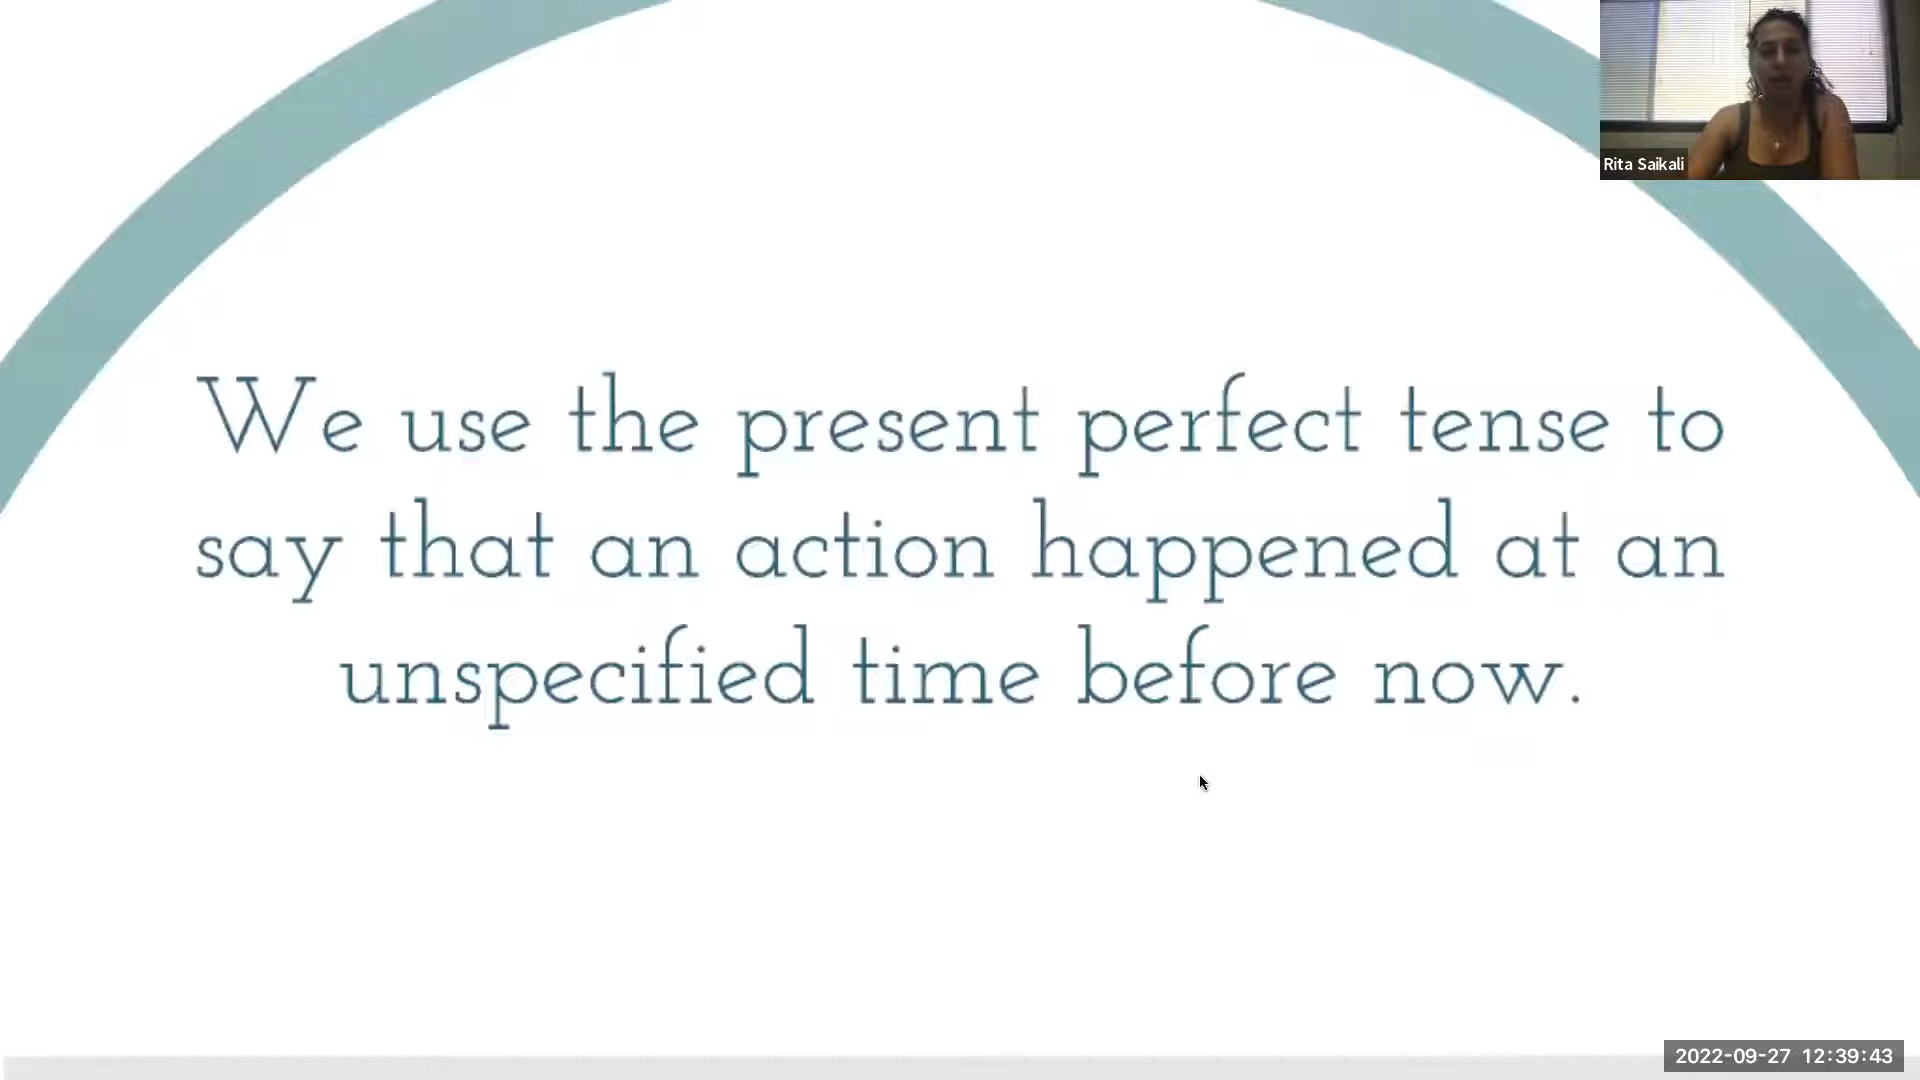 Rita Saikali
We use the present perfect tense to
say that an action happened at an
unspecified time before now.
2022-09-27 12:39:43